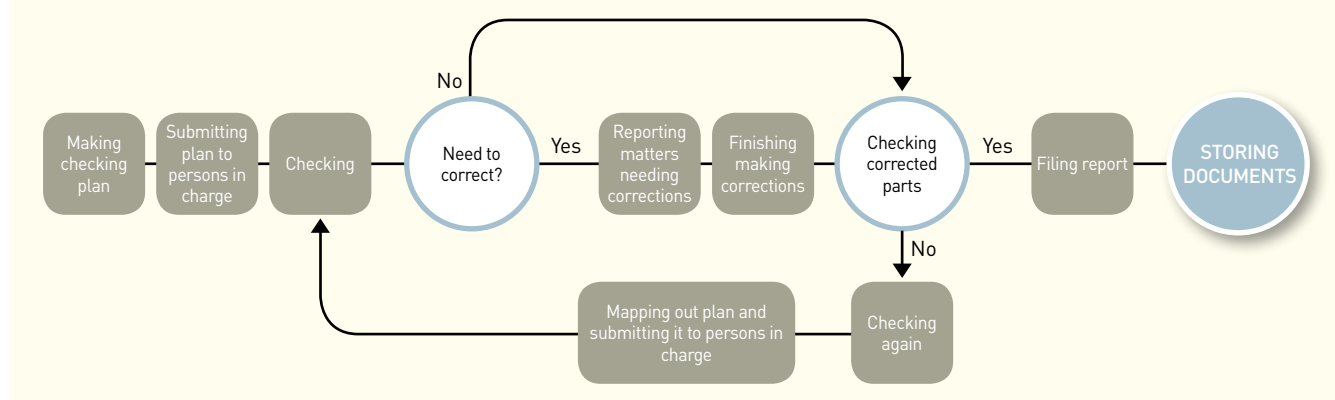 No
Making
checking
plan
Submitting
plan to
persons in
charge
Checking
Need to
correct?
Yes
Reporting
matters
needing
corrections
Finishing
making
corrections
Checking
corrected
parts
Yes
Filing report
STORING
DOCUMENTS
No
Mapping out plan and
submitting it to persons in
charge
Checking
again